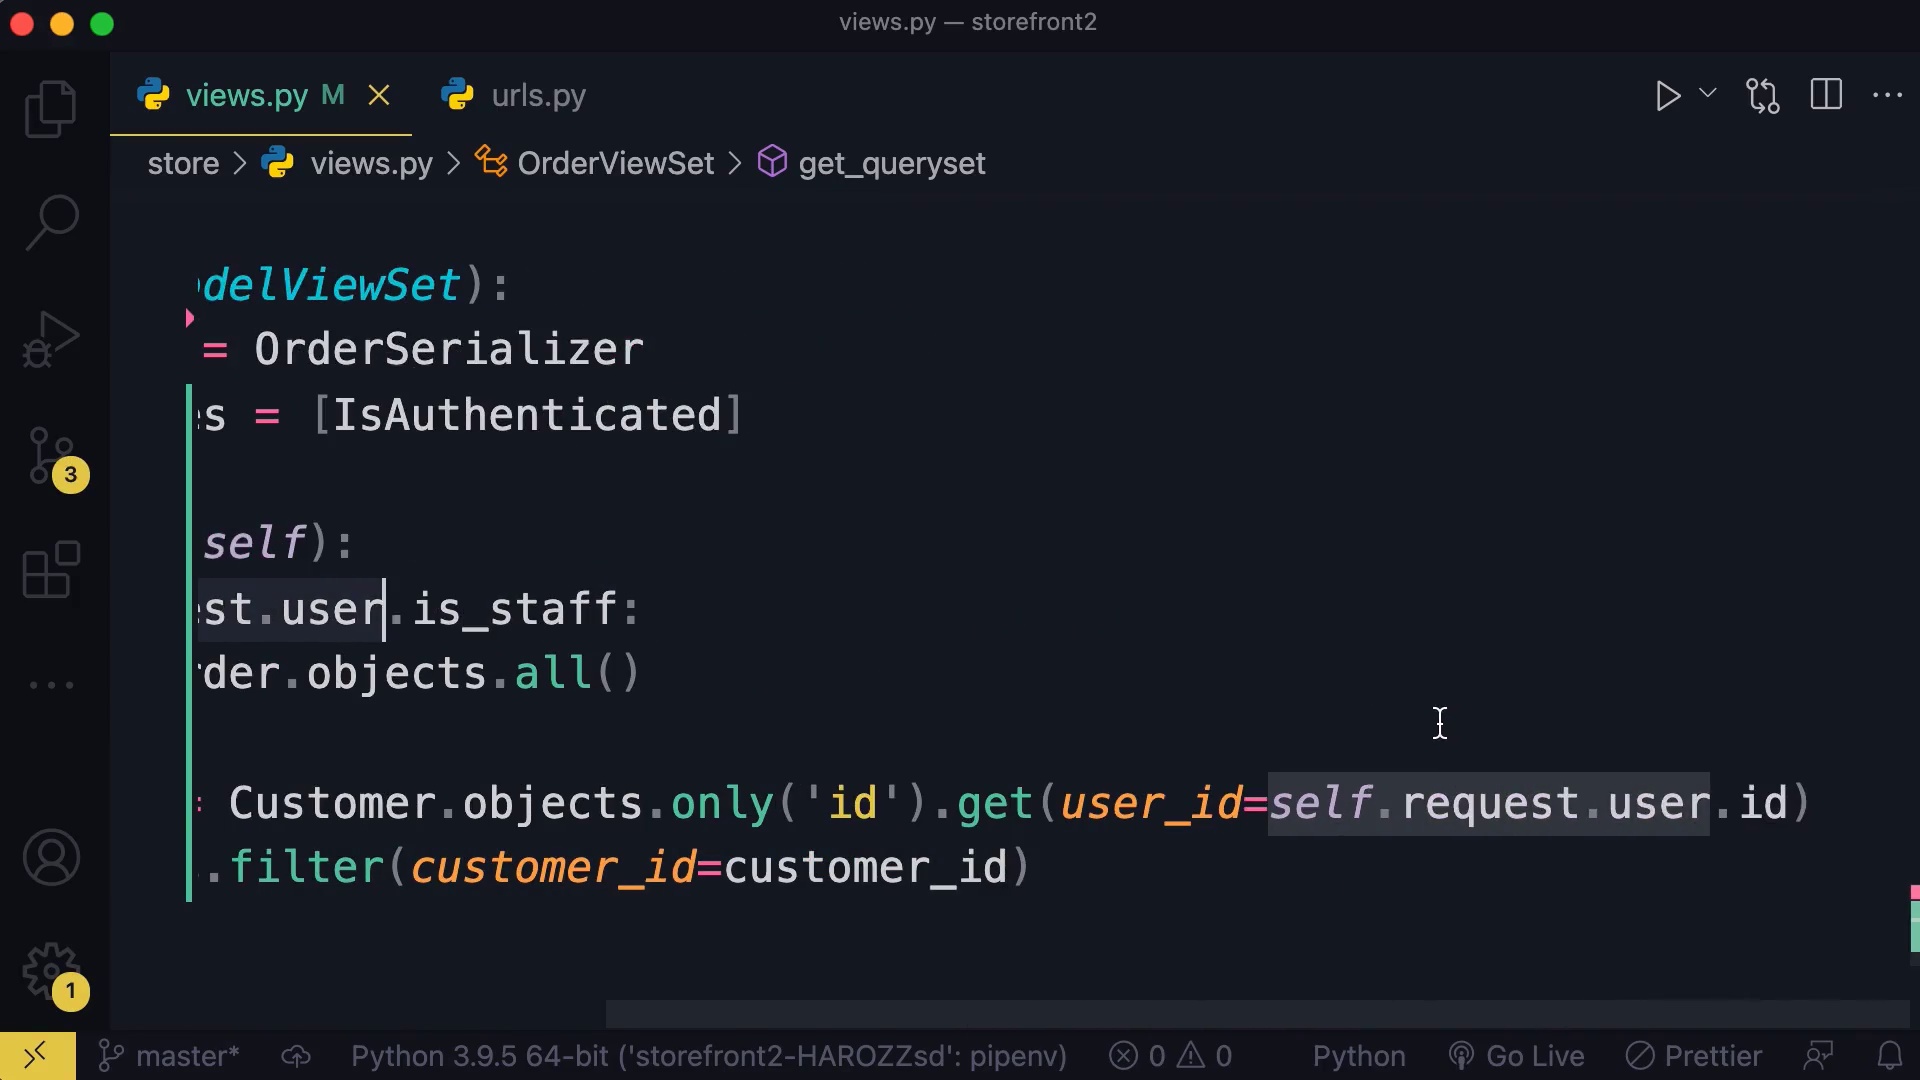 views.py — storefront2
views.py M
urls.py
store > views.py > OrderViewSet > get_queryset
delViewSet):
= OrderSerializer
s = [IsAuthenticated]
self):
st.user.is_staff:
der.objects.all()
= Customer.objects.only('id').get(user_id=self.request.user.id)
.filter(customer_id=customer_id)
3
1
master* Python 3.9.5 64-bit ('storefront2-HAROZZsd': pipenv) 0 0 Python Go Live Prettier